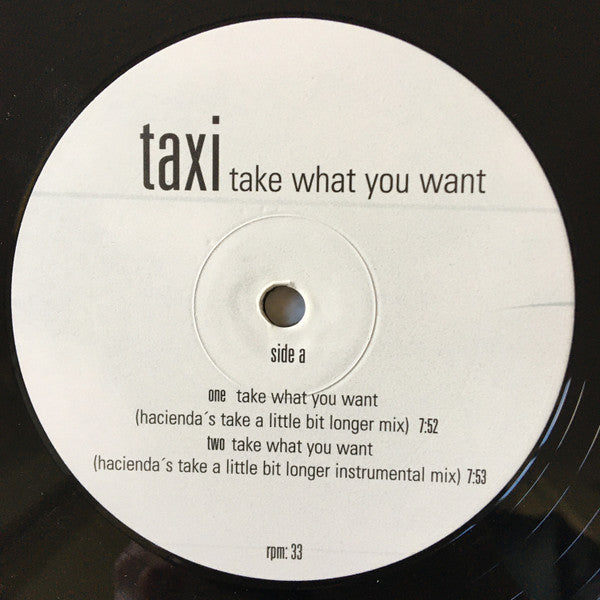 taxi take what you want
side a
one take what you want
(hacienda´s take a little bit longer mix) 7:52
two take what you want
(hacienda´s take a little bit longer instrumental mix) 7:53
rpm: 33